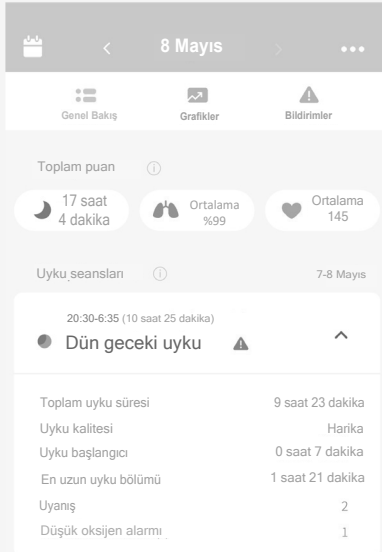 8 Mayıs
Genel Bakış
Grafikler
Bildirimler
Toplam puan
17 saat
4 dakika
Ortalama
%99
Ortalama
145
Uyku seansları
7-8 Mayıs
20:30-6:35 (10 saat 25 dakika)
Dün geceki uyku
Toplam uyku süresi 9 saat 23 dakika
Uyku kalitesi Harika
Uyku başlangıcı 0 saat 7 dakika
En uzun uyku bölümü 1 saat 21 dakika
Uyanış 2
Düşük oksijen alarmı 1